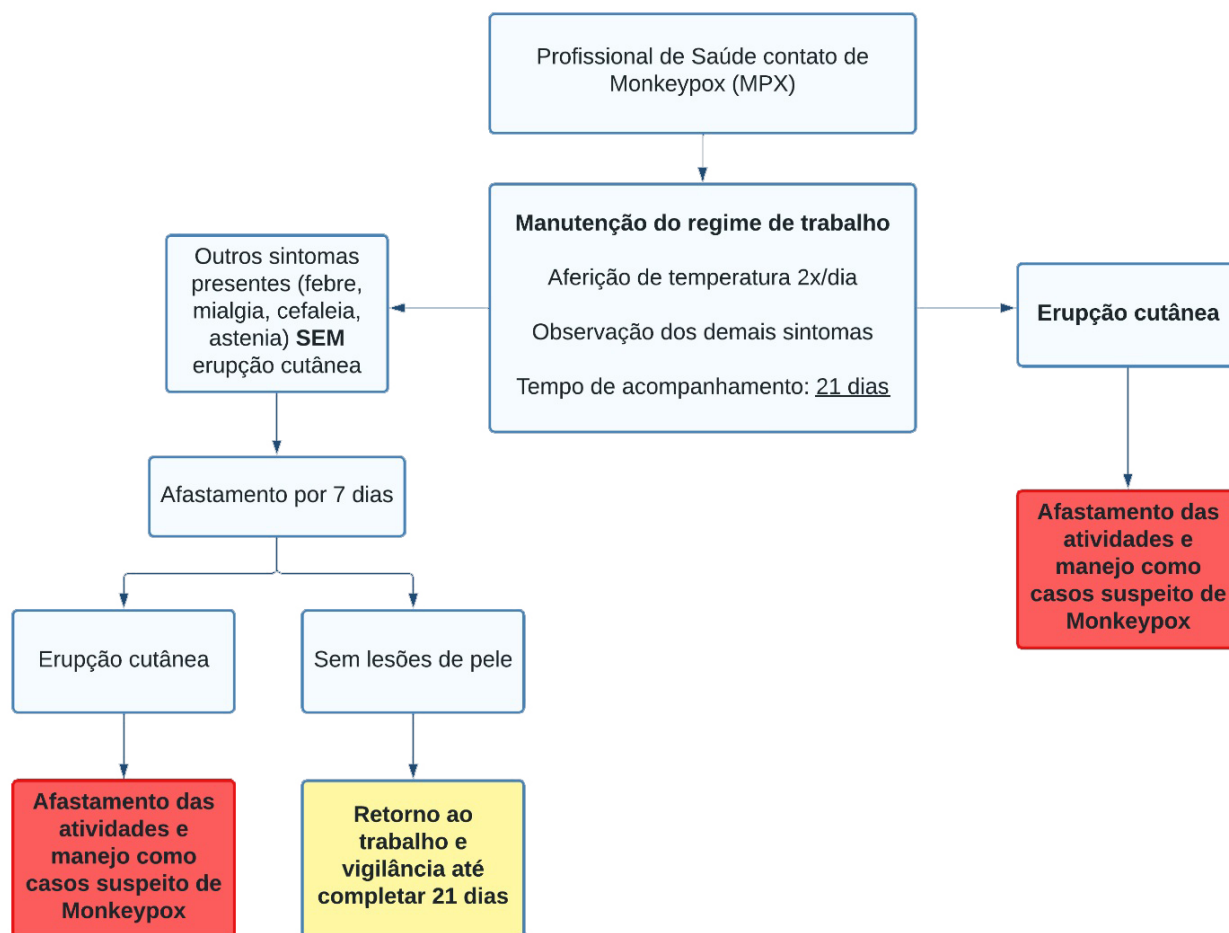 Profissional de Saúde contato de
Monkeypox (MPX)
Manutenção do regime de trabalho
Aferição de temperatura 2x/dia
Observação dos demais sintomas
Tempo de acompanhamento: 21 dias
Outros sintomas
presentes (febre,
mialgia, cefaleia,
astenia) SEM
erupção cutânea
Erupção cutânea
Afastamento por 7 dias
Afastamento das
atividades e
manejo como
casos suspeito de
Monkeypox
Erupção cutânea
Sem lesões de pele
Afastamento das
atividades e
manejo como
casos suspeito de
Monkeypox
Retorno ao
trabalho e
vigilância até
completar 21 dias